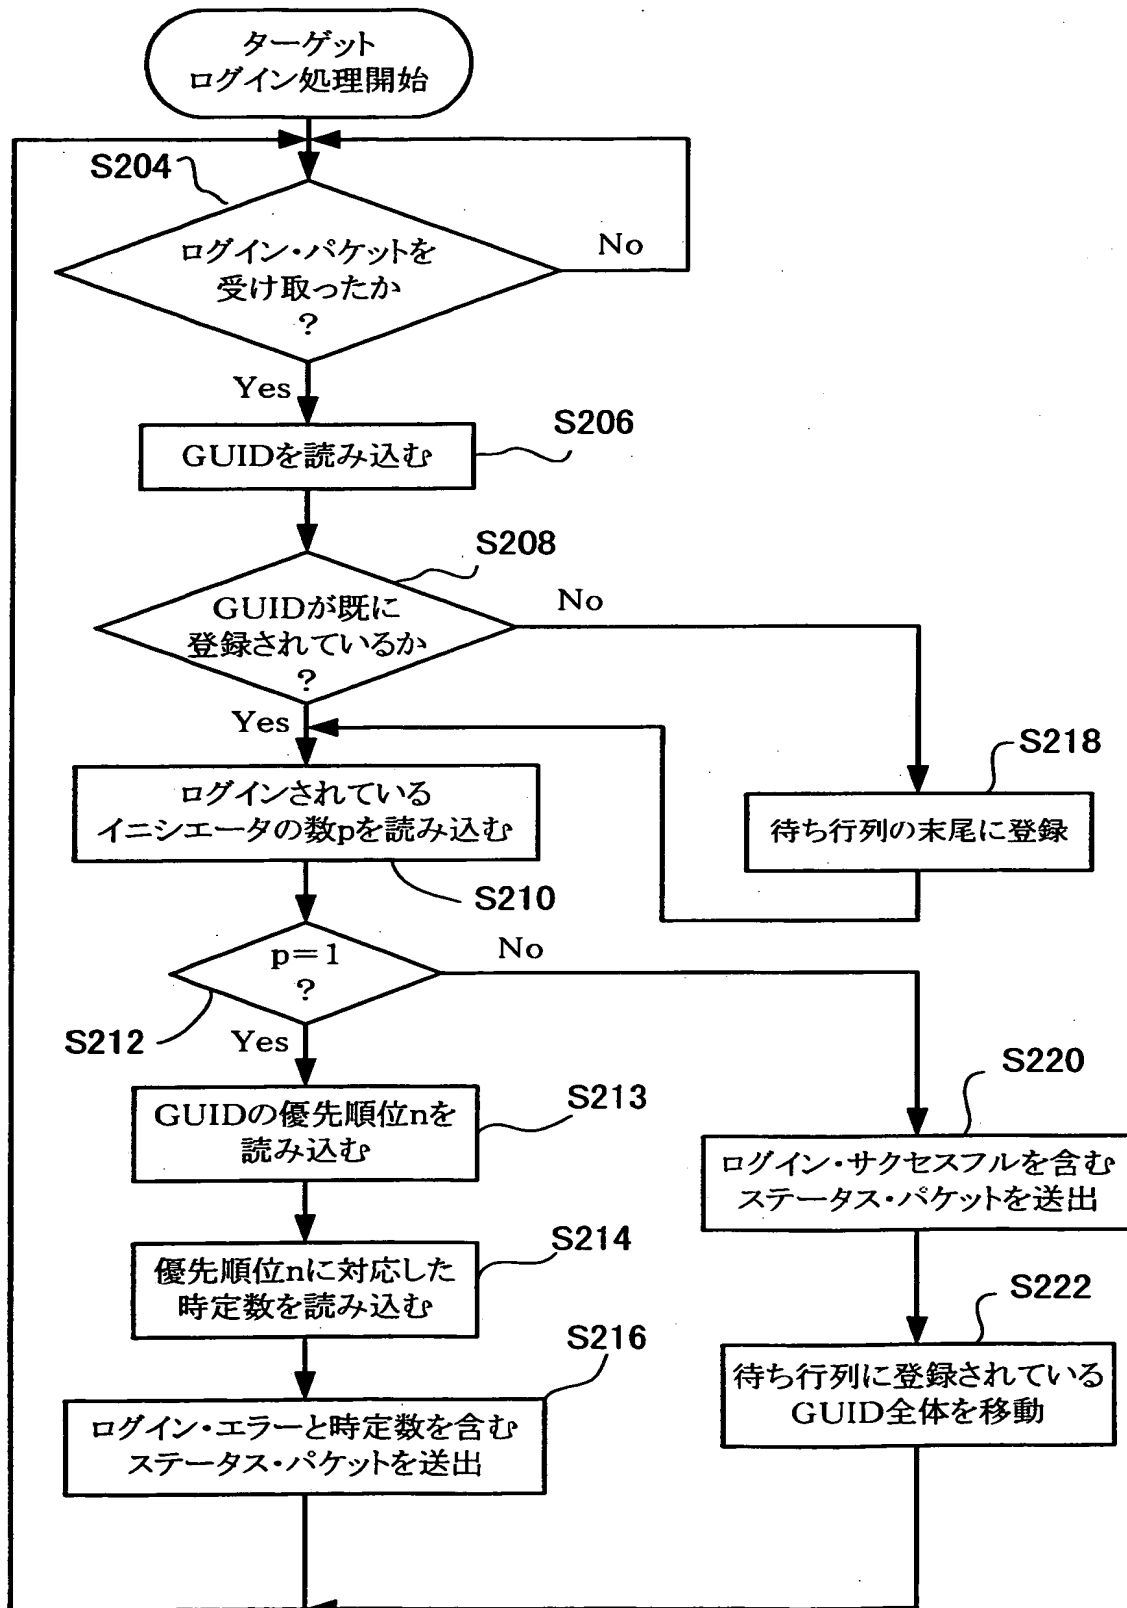 ターゲット
ログイン処理開始
S204
ログイン・パケットを
受け取ったか
?
No
Yes
S206
GUIDを読み込む
S208
GUIDが既に
登録されているか
?
No
Yes
S218
ログインされている
イニシエータの数pを読み込む
待ち行列の末尾に登録
S210
p=1
?
No
S212
Yes
S220
S213
GUIDの優先順位nを
読み込む
ログイン・サクセスフルを含む
ステータス・パケットを送出
S214
優先順位nに対応した
時定数を読み込む
S222
S216
待ち行列に登録されている
GUID全体を移動
ログイン・エラーと時定数を含む
ステータス・パケットを送出